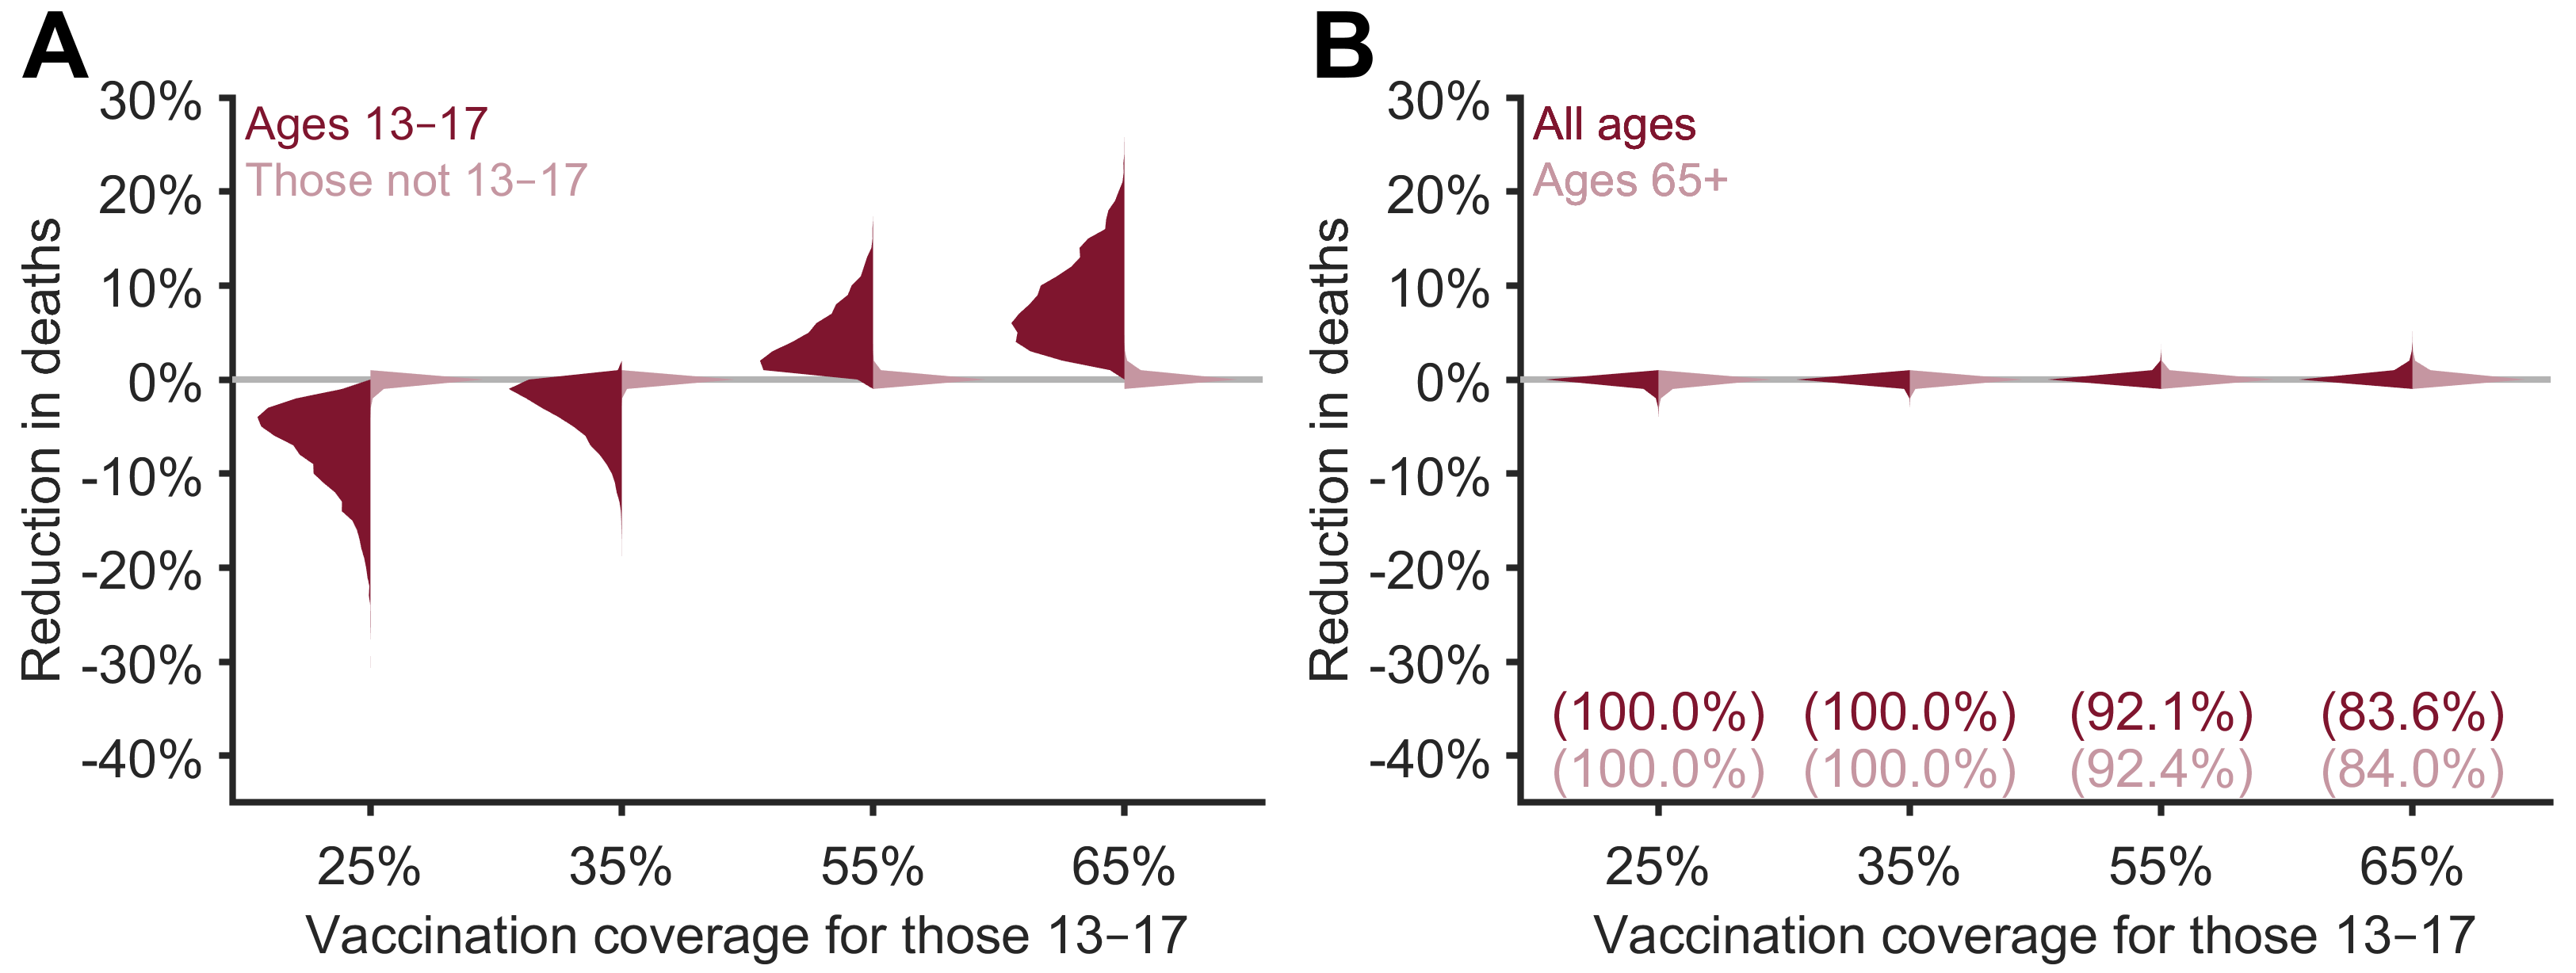 A
30%
20%
10%
0%
-10%
-20%
-30%
-40%
Reduction in deaths
Ages 13–17
Those not 13–17
25% 35% 55% 65%
Vaccination coverage for those 13–17
B
30%
20%
10%
0%
-10%
-20%
-30%
-40%
Reduction in deaths
All ages
Ages 65+
(100.0%) (100.0%) (92.1%) (83.6%)
(100.0%) (100.0%) (92.4%) (84.0%)
25% 35% 55% 65%
Vaccination coverage for those 13–17